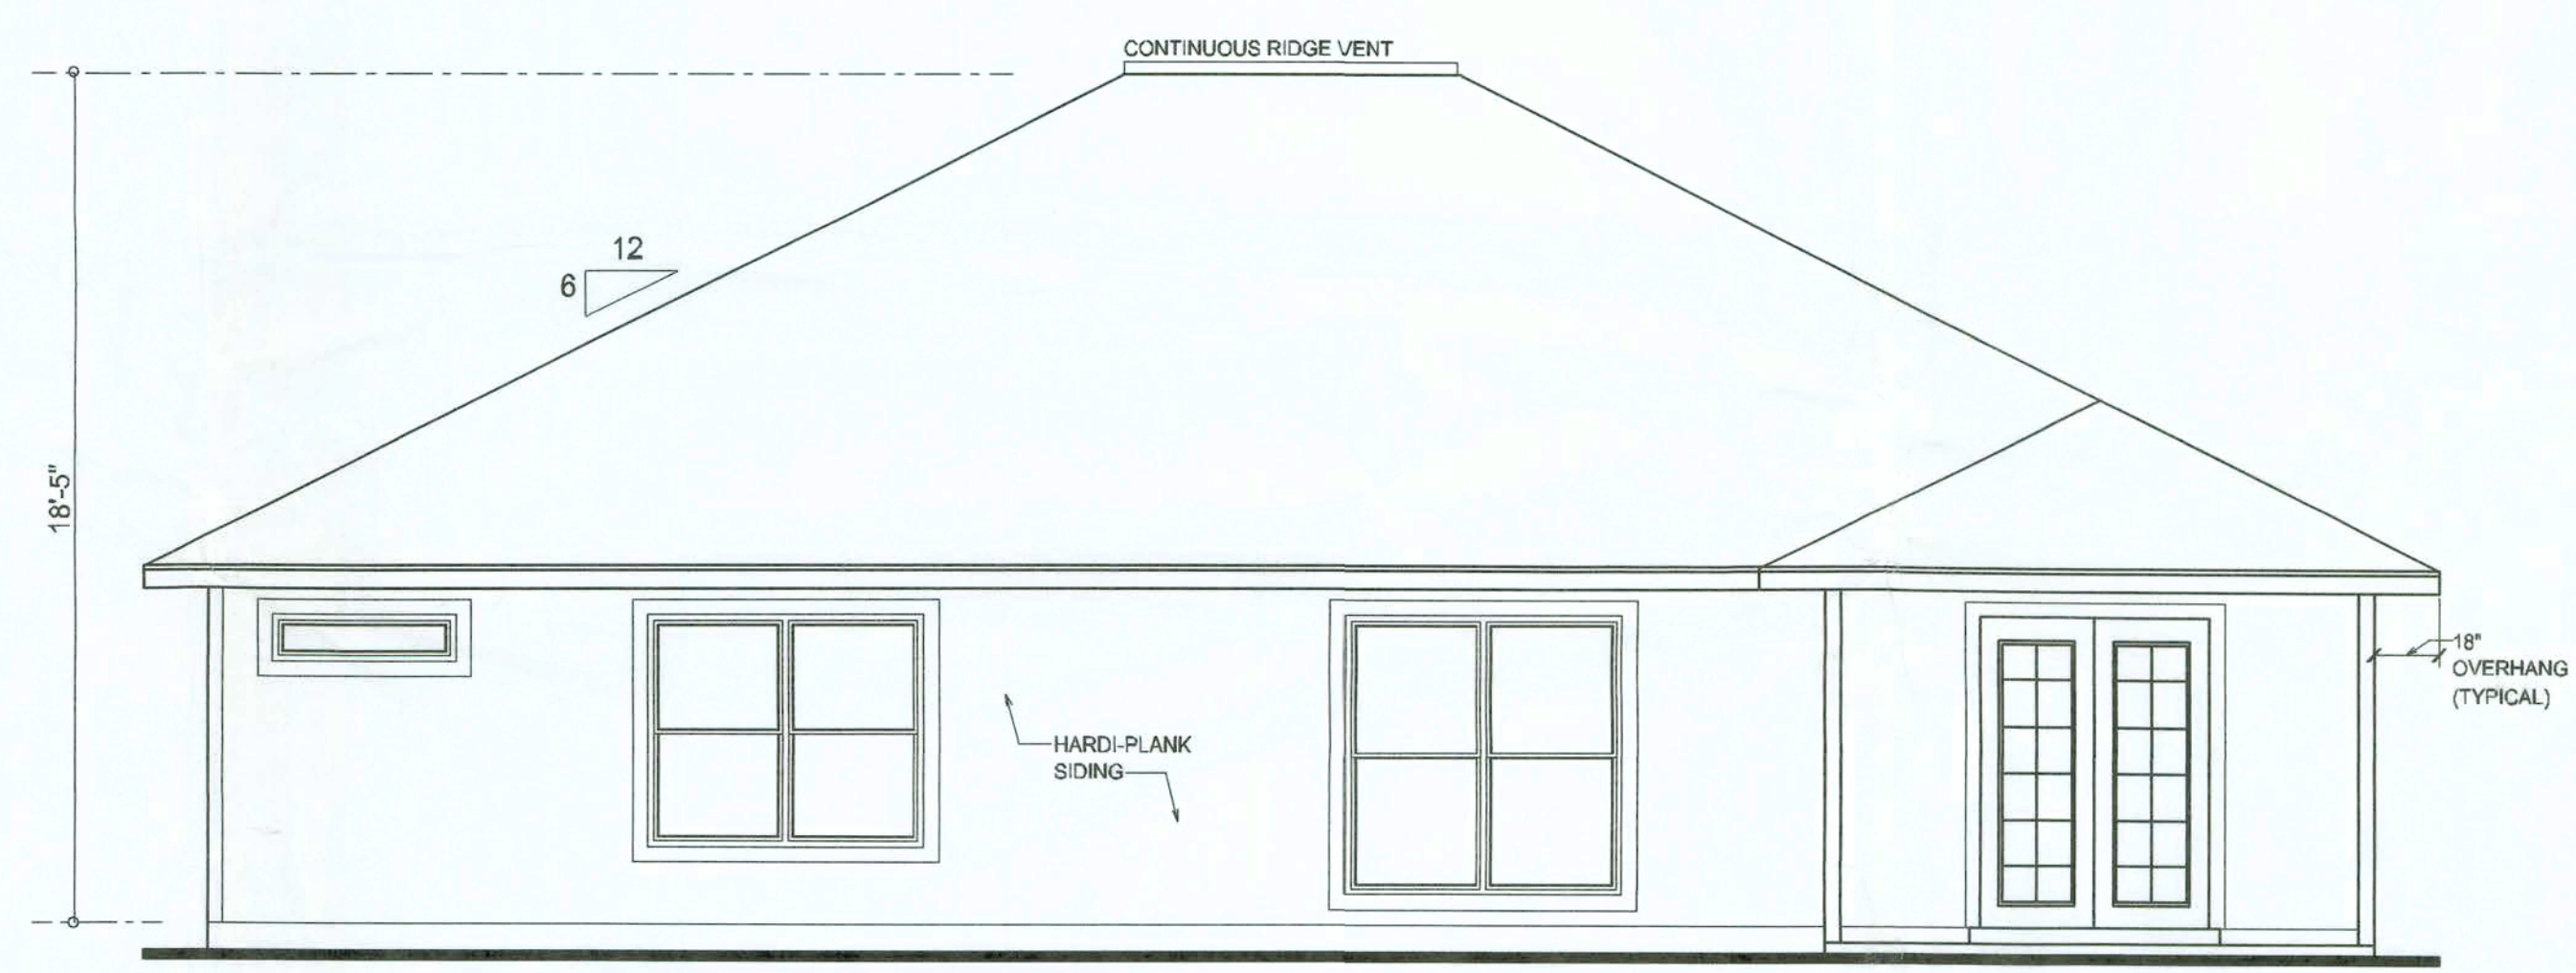 CONTINUOUS RIDGE VENT
12
6
18'-5"
18"
OVERHANG
(TYPICAL)
HARDI-PLANK
SIDING